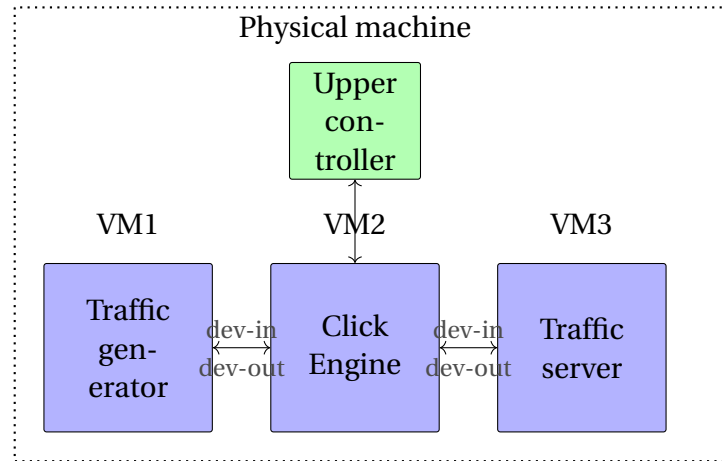 Physical machine
Upper
con-
troller
VM1
VM2
VM3
Traffic
gen-
erator
dev-in
dev-out
Click
Engine
dev-in
dev-out
Traffic
server